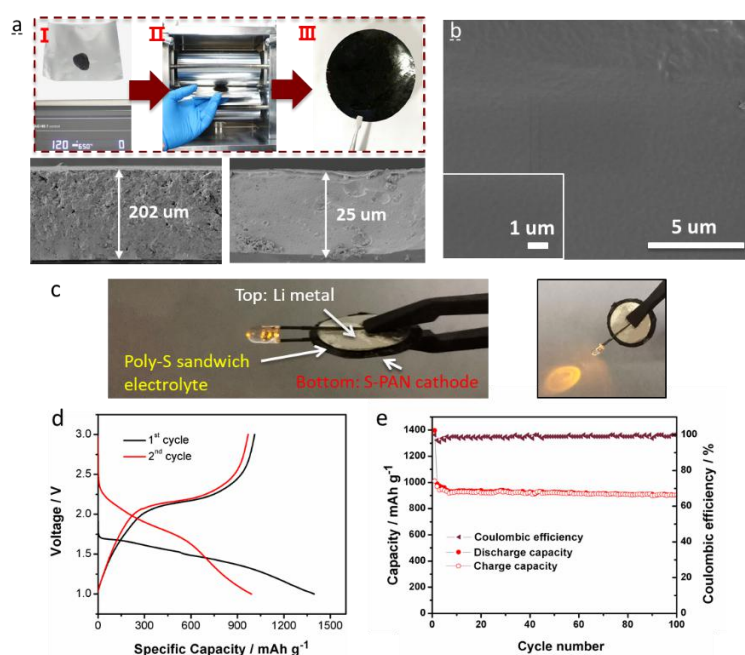 a
I
II
III
120
650°
0
202 um
25 um
b
1 um
5 um
c
Top: Li metal
Poly-S sandwich
electrolyte
Bottom: S-PAN cathode
d
3.0
2.5
2.0
1.5
1.0
Voltage / V
1st cycle
2nd cycle
0
300
600
900
1200
1500
Specific Capacity / mAh g-1
e
1400
1200
1000
800
600
400
200
0
Capacity / mAh g-1
Coulombic efficiency
Discharge capacity
Charge capacity
100
80
60
40
20
0
Coulombic efficiency / %
0
20
40
60
80
100
Cycle number